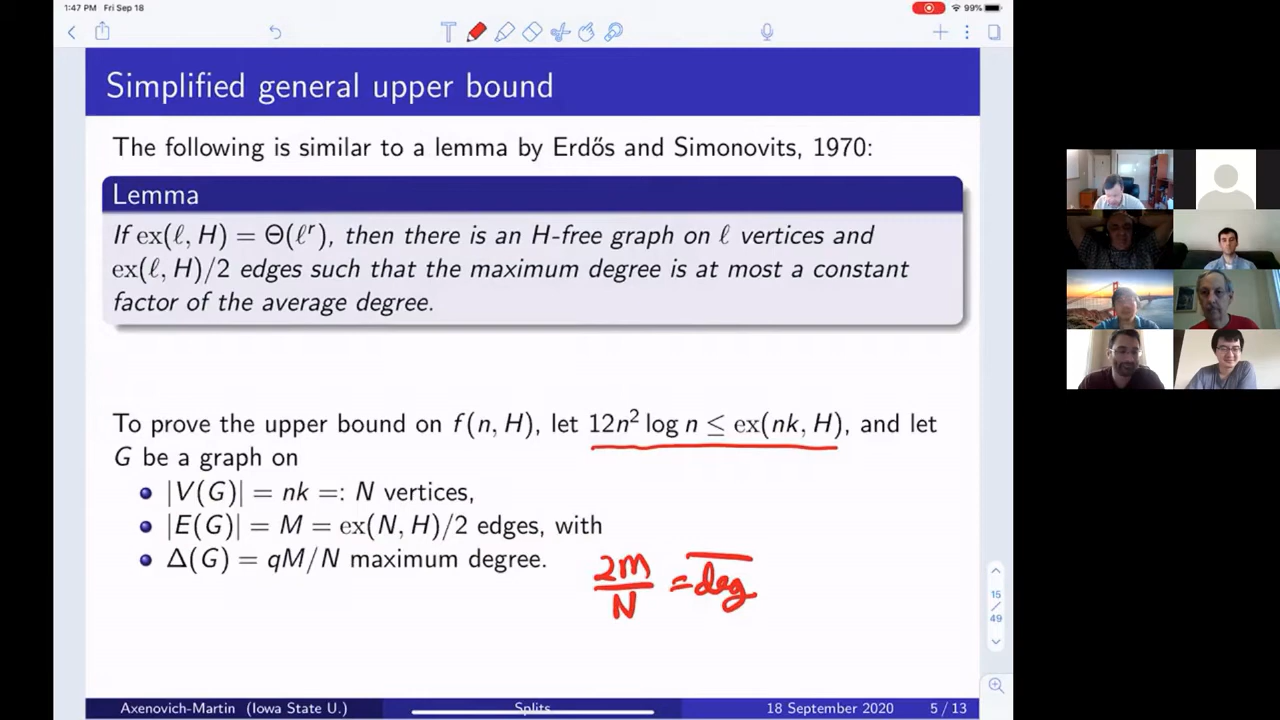 1:47 PM Fri Sep 18
99%
Simplified general upper bound
The following is similar to a lemma by Erdős and Simonovits, 1970:
Lemma
If ex(ℓ, H) = Θ(ℓ^r), then there is an H-free graph on ℓ vertices and
ex(ℓ, H)/2 edges such that the maximum degree is at most a constant
factor of the average degree.
To prove the upper bound on f(n, H), let 12n² log n ≤ ex(nk, H), and let
G be a graph on
• |V(G)| = nk =: N vertices,
• |E(G)| = M = ex(N, H)/2 edges, with
• Δ(G) = qM/N maximum degree.
2M/N = deg
15
/
49
Axenovich-Martin (Iowa State U.) Splits 18 September 2020 5 / 13